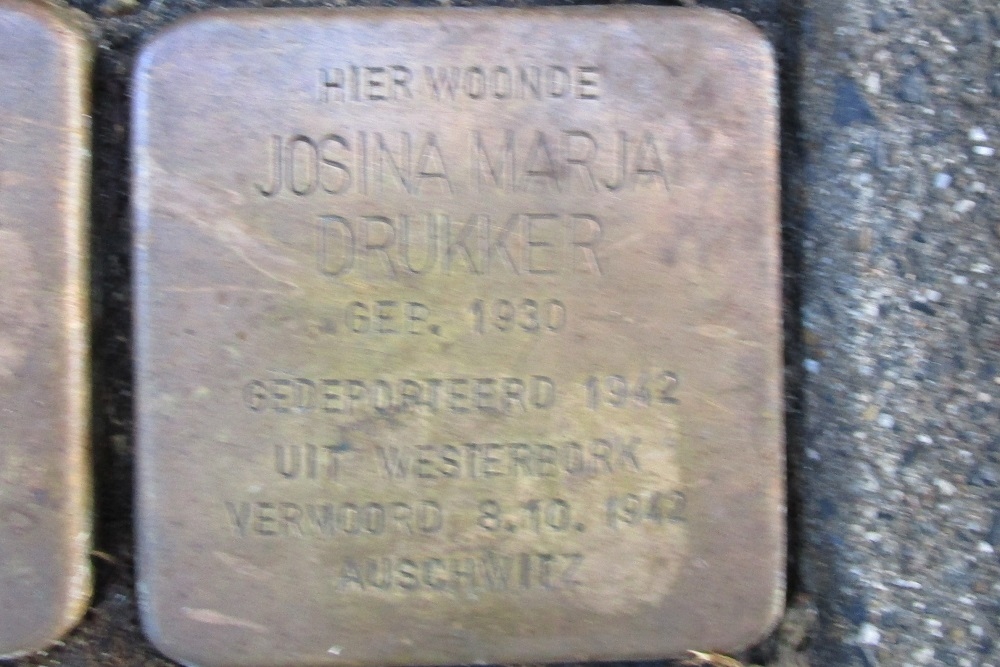 HIER WOONDE
JOSINA MARJA
DRUKKER
GEB. 1930
GEDEPORTEERD 1942
UIT WESTERBORK
VERMOORD 8.10.1942
AUSCHWITZ